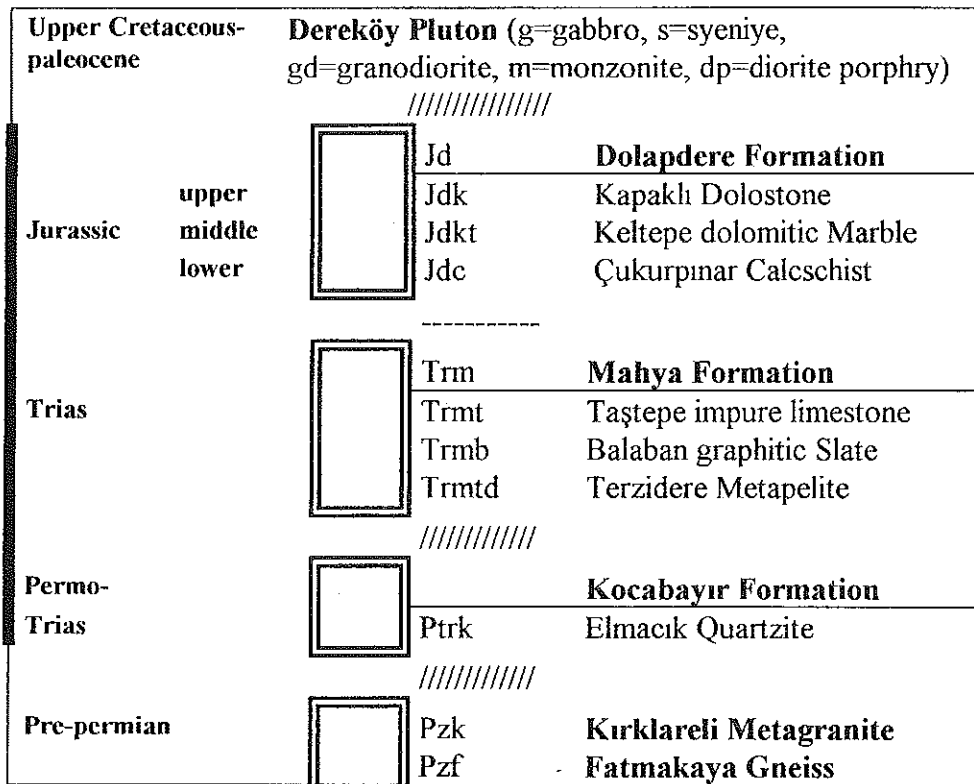 Upper Cretaceous- Dereköy Pluton (g=gabbro, s=syeniye,
paleocene gd=granodiorite, m=monzonite, dp=diorite porphry)
////////////////
Jd Dolapdere Formation
upper Jdk Kapaklı Dolostone
Jurassic middle Jdkt Keltepe dolomitic Marble
lower Jdc Çukurpınar Calcschist
-----------
Trm Mahya Formation
Trias Trmt Taştepe impure limestone
Trmb Balaban graphitic Slate
Trmtd Terzidere Metapelite
/////////////
Permo- Kocabayır Formation
Trias Ptrk Elmacık Quartzite
/////////////
Pre-permian Pzk Kırklareli Metagranite
Pzf Fatmakaya Gneiss